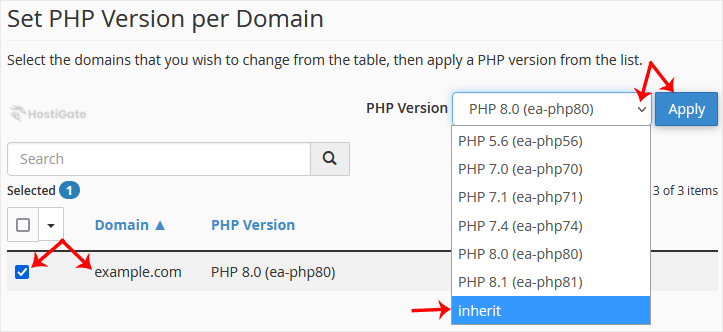 Set PHP Version per Domain
Select the domains that you wish to change from the table, then apply a PHP version from the list.
HostiGate
PHP Version
PHP 8.0 (ea-php80)
Apply
PHP 5.6 (ea-php56)
PHP 7.0 (ea-php70)
PHP 7.1 (ea-php71)
PHP 7.4 (ea-php74)
PHP 8.0 (ea-php80)
PHP 8.1 (ea-php81)
inherit
Search
Selected 1
3 of 3 items
Domain ▲ PHP Version
example.com PHP 8.0 (ea-php80)